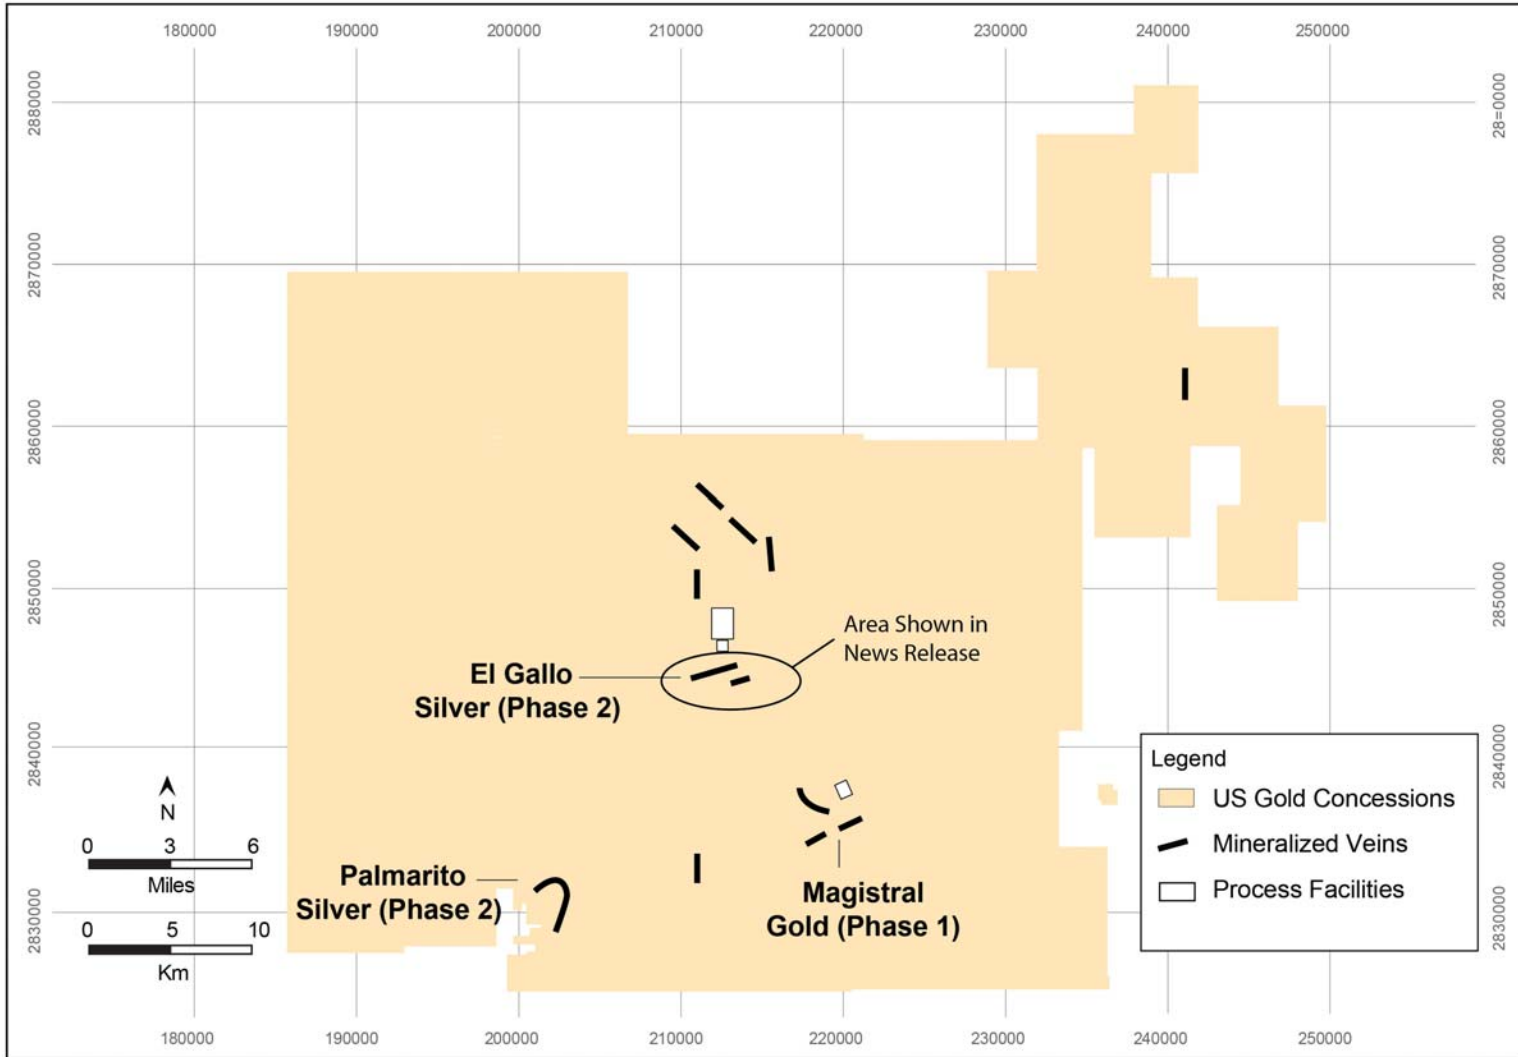 180000 190000 200000 210000 220000 230000 240000 250000
2880000
28=0000
2870000
2870000
2860000
2860000
2850000
2850000
Area Shown in
News Release
El Gallo
Silver (Phase 2)
2840000
2840000
Legend
US Gold Concessions
Mineralized Veins
Process Facilities
N
0 3 6
Miles
0 5 10
Km
Palmarito
Silver (Phase 2)
Magistral
Gold (Phase 1)
2830000
2830000
180000 190000 200000 210000 220000 230000 240000 250000